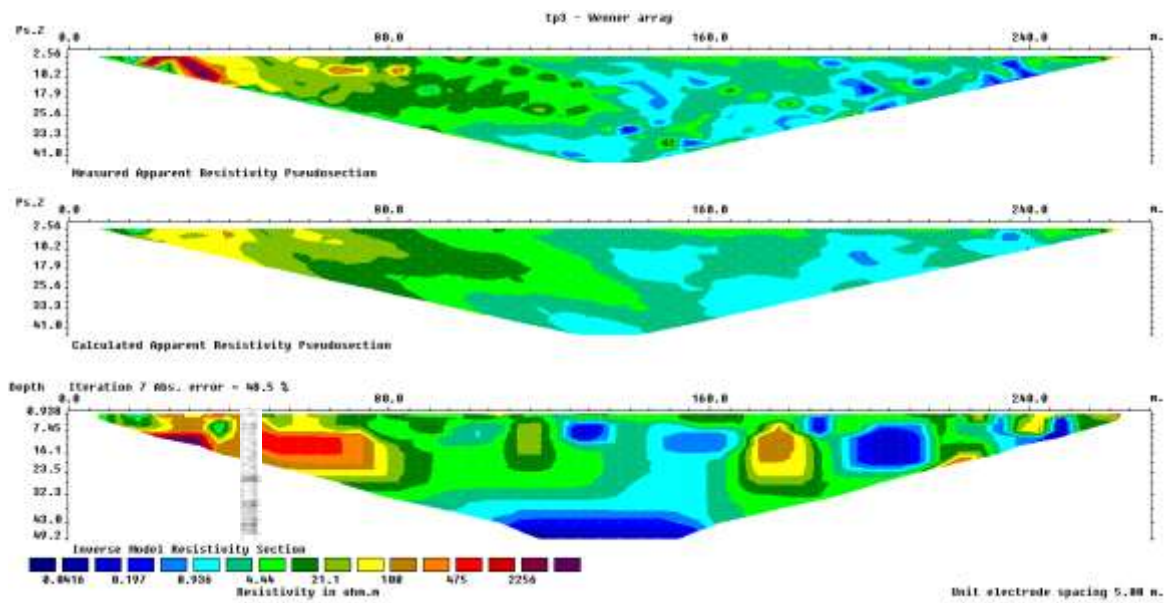 tp3 - Wenner array
Ps.Z 0.0 80.0 160.0 240.0 m.
2.56
10.2
17.9
25.6
33.3
41.0
Measured Apparent Resistivity Pseudosection
Ps.Z 0.0 80.0 160.0 240.0 m.
2.56
10.2
17.9
25.6
33.3
41.0
Calculated Apparent Resistivity Pseudosection
Depth Iteration 7 Abs. error = 48.5 %
0.0 80.0 160.0 240.0 m.
0.938
7.45
16.1
23.5
32.3
43.0
49.2
Inverse Model Resistivity Section
0.0416 0.197 0.936 4.44 21.1 100 475 2256
Resistivity in ohm.m
Unit electrode spacing 5.00 m.